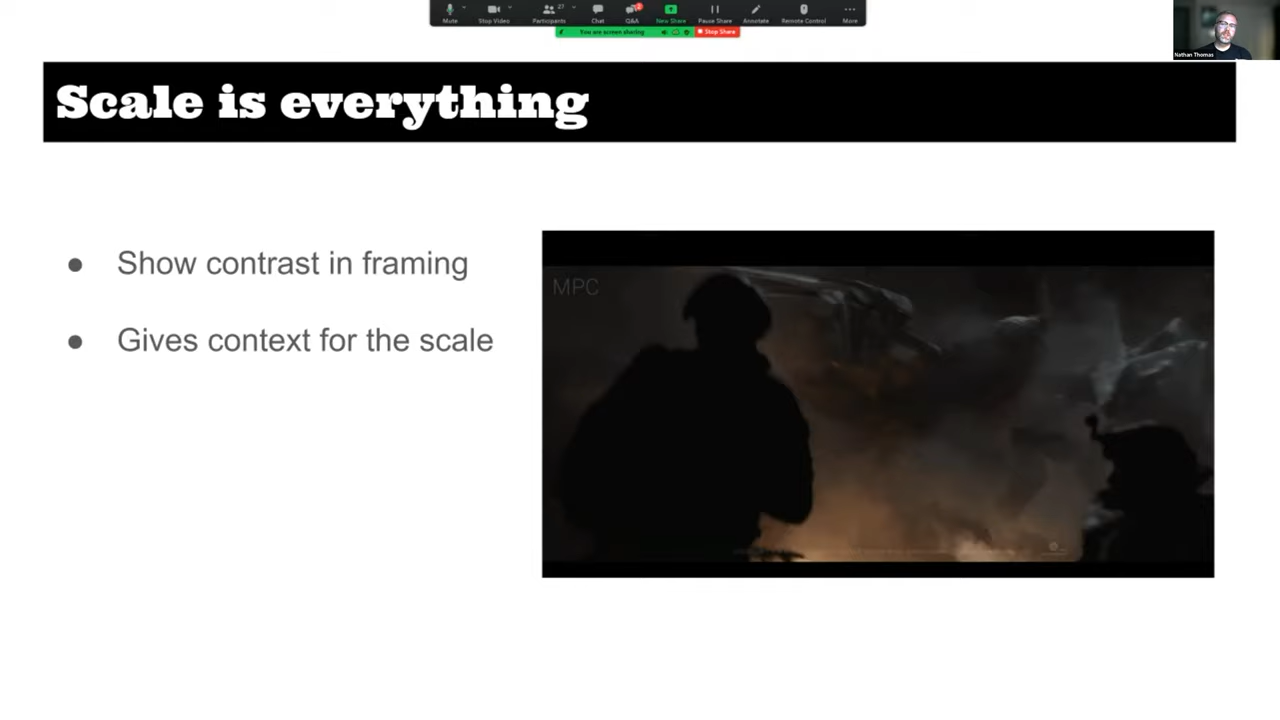 Mute
Stop Video
Participants
27
Chat
Q&A
New Share
Pause Share
Annotate
Remote Control
More
You are screen sharing
Stop Share
Nathan Thomas
Scale is everything
● Show contrast in framing
● Gives context for the scale
MPC